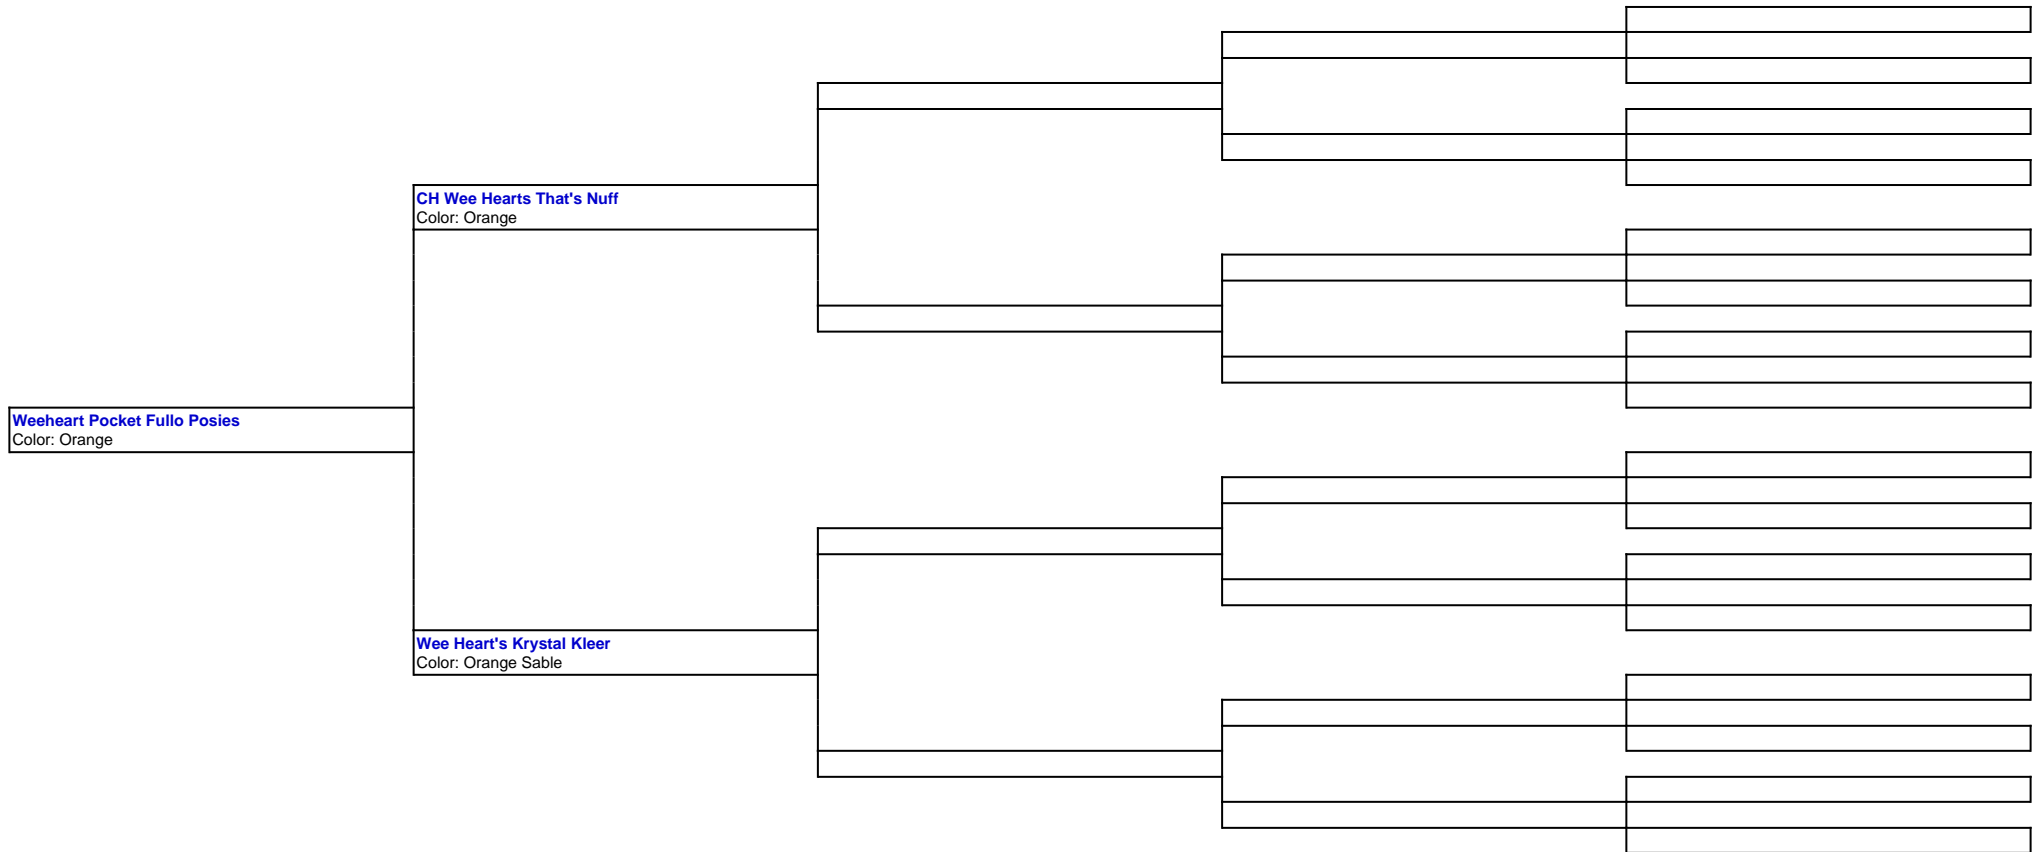 CH Wee Hearts That's Nuff
Color: Orange
Weeheart Pocket Fullo Posies
Color: Orange
Wee Heart's Krystal Kleer
Color: Orange Sable